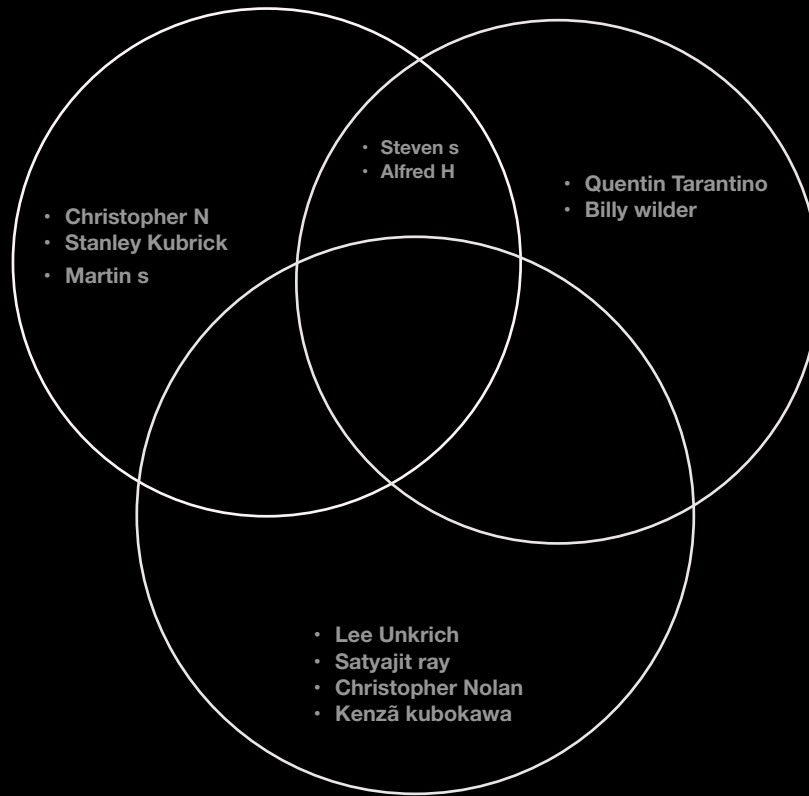 • Steven s
• Alfred H
• Quentin Tarantino
• Billy wilder
• Christopher N
• Stanley Kubrick
• Martin s
• Lee Unkrich
• Satyajit ray
• Christopher Nolan
• Kenzã kubokawa